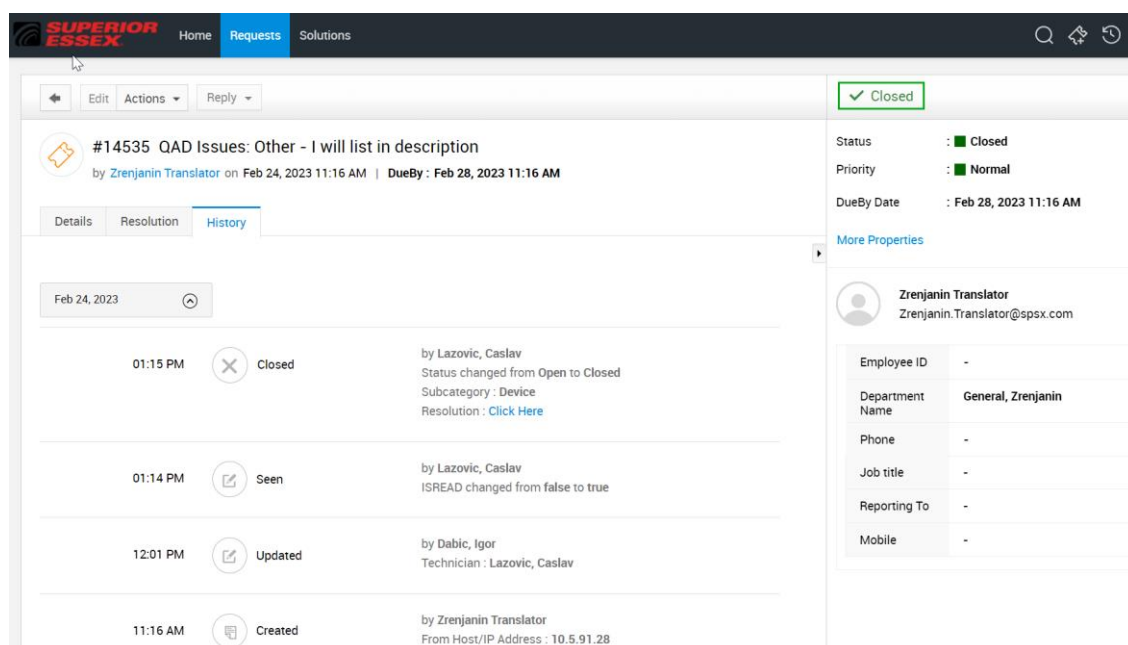 SUPERIOR
ESSEX
Home Requests Solutions
Edit Actions Reply
#14535 QAD Issues: Other - I will list in description
by Zrenjanin Translator on Feb 24, 2023 11:16 AM | DueBy : Feb 28, 2023 11:16 AM
Details Resolution History
Feb 24, 2023
01:15 PM Closed
by Lazovic, Caslav
Status changed from Open to Closed
Subcategory : Device
Resolution : Click Here
01:14 PM Seen
by Lazovic, Caslav
ISREAD changed from false to true
12:01 PM Updated
by Dabic, Igor
Technician : Lazovic, Caslav
11:16 AM Created
by Zrenjanin Translator
From Host/IP Address : 10.5.91.28
Closed
Status : Closed
Priority : Normal
DueBy Date : Feb 28, 2023 11:16 AM
More Properties
Zrenjanin Translator
Zrenjanin.Translator@spsx.com
Employee ID -
Department General, Zrenjanin
Name
Phone -
Job title -
Reporting To -
Mobile -